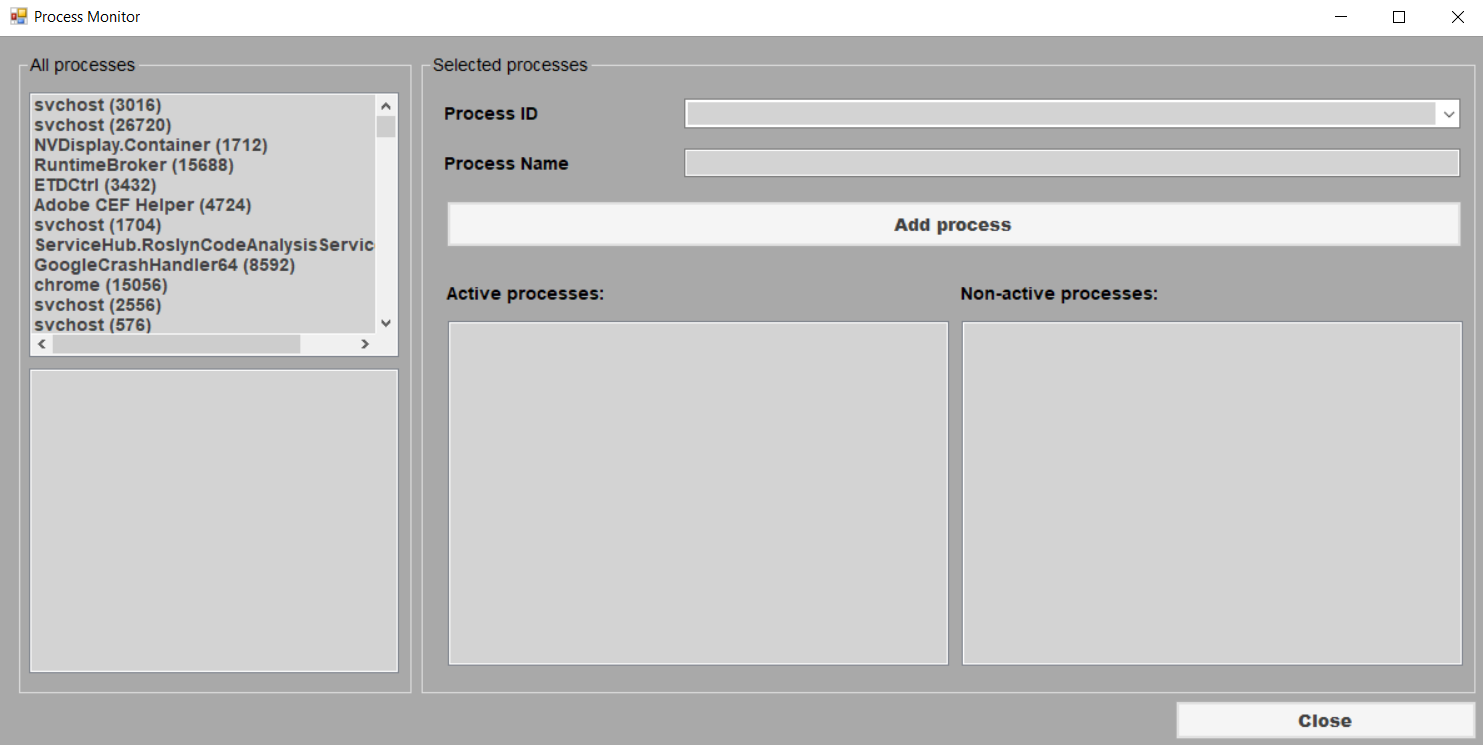 Process Monitor
All processes
svchost (3016)
svchost (26720)
NVDisplay.Container (1712)
RuntimeBroker (15688)
ETDCtrl (3432)
Adobe CEF Helper (4724)
svchost (1704)
ServiceHub.RoslynCodeAnalysisServic
GoogleCrashHandler64 (8592)
chrome (15056)
svchost (2556)
svchost (576)
Selected processes
Process ID
Process Name
Add process
Active processes:
Non-active processes:
Close